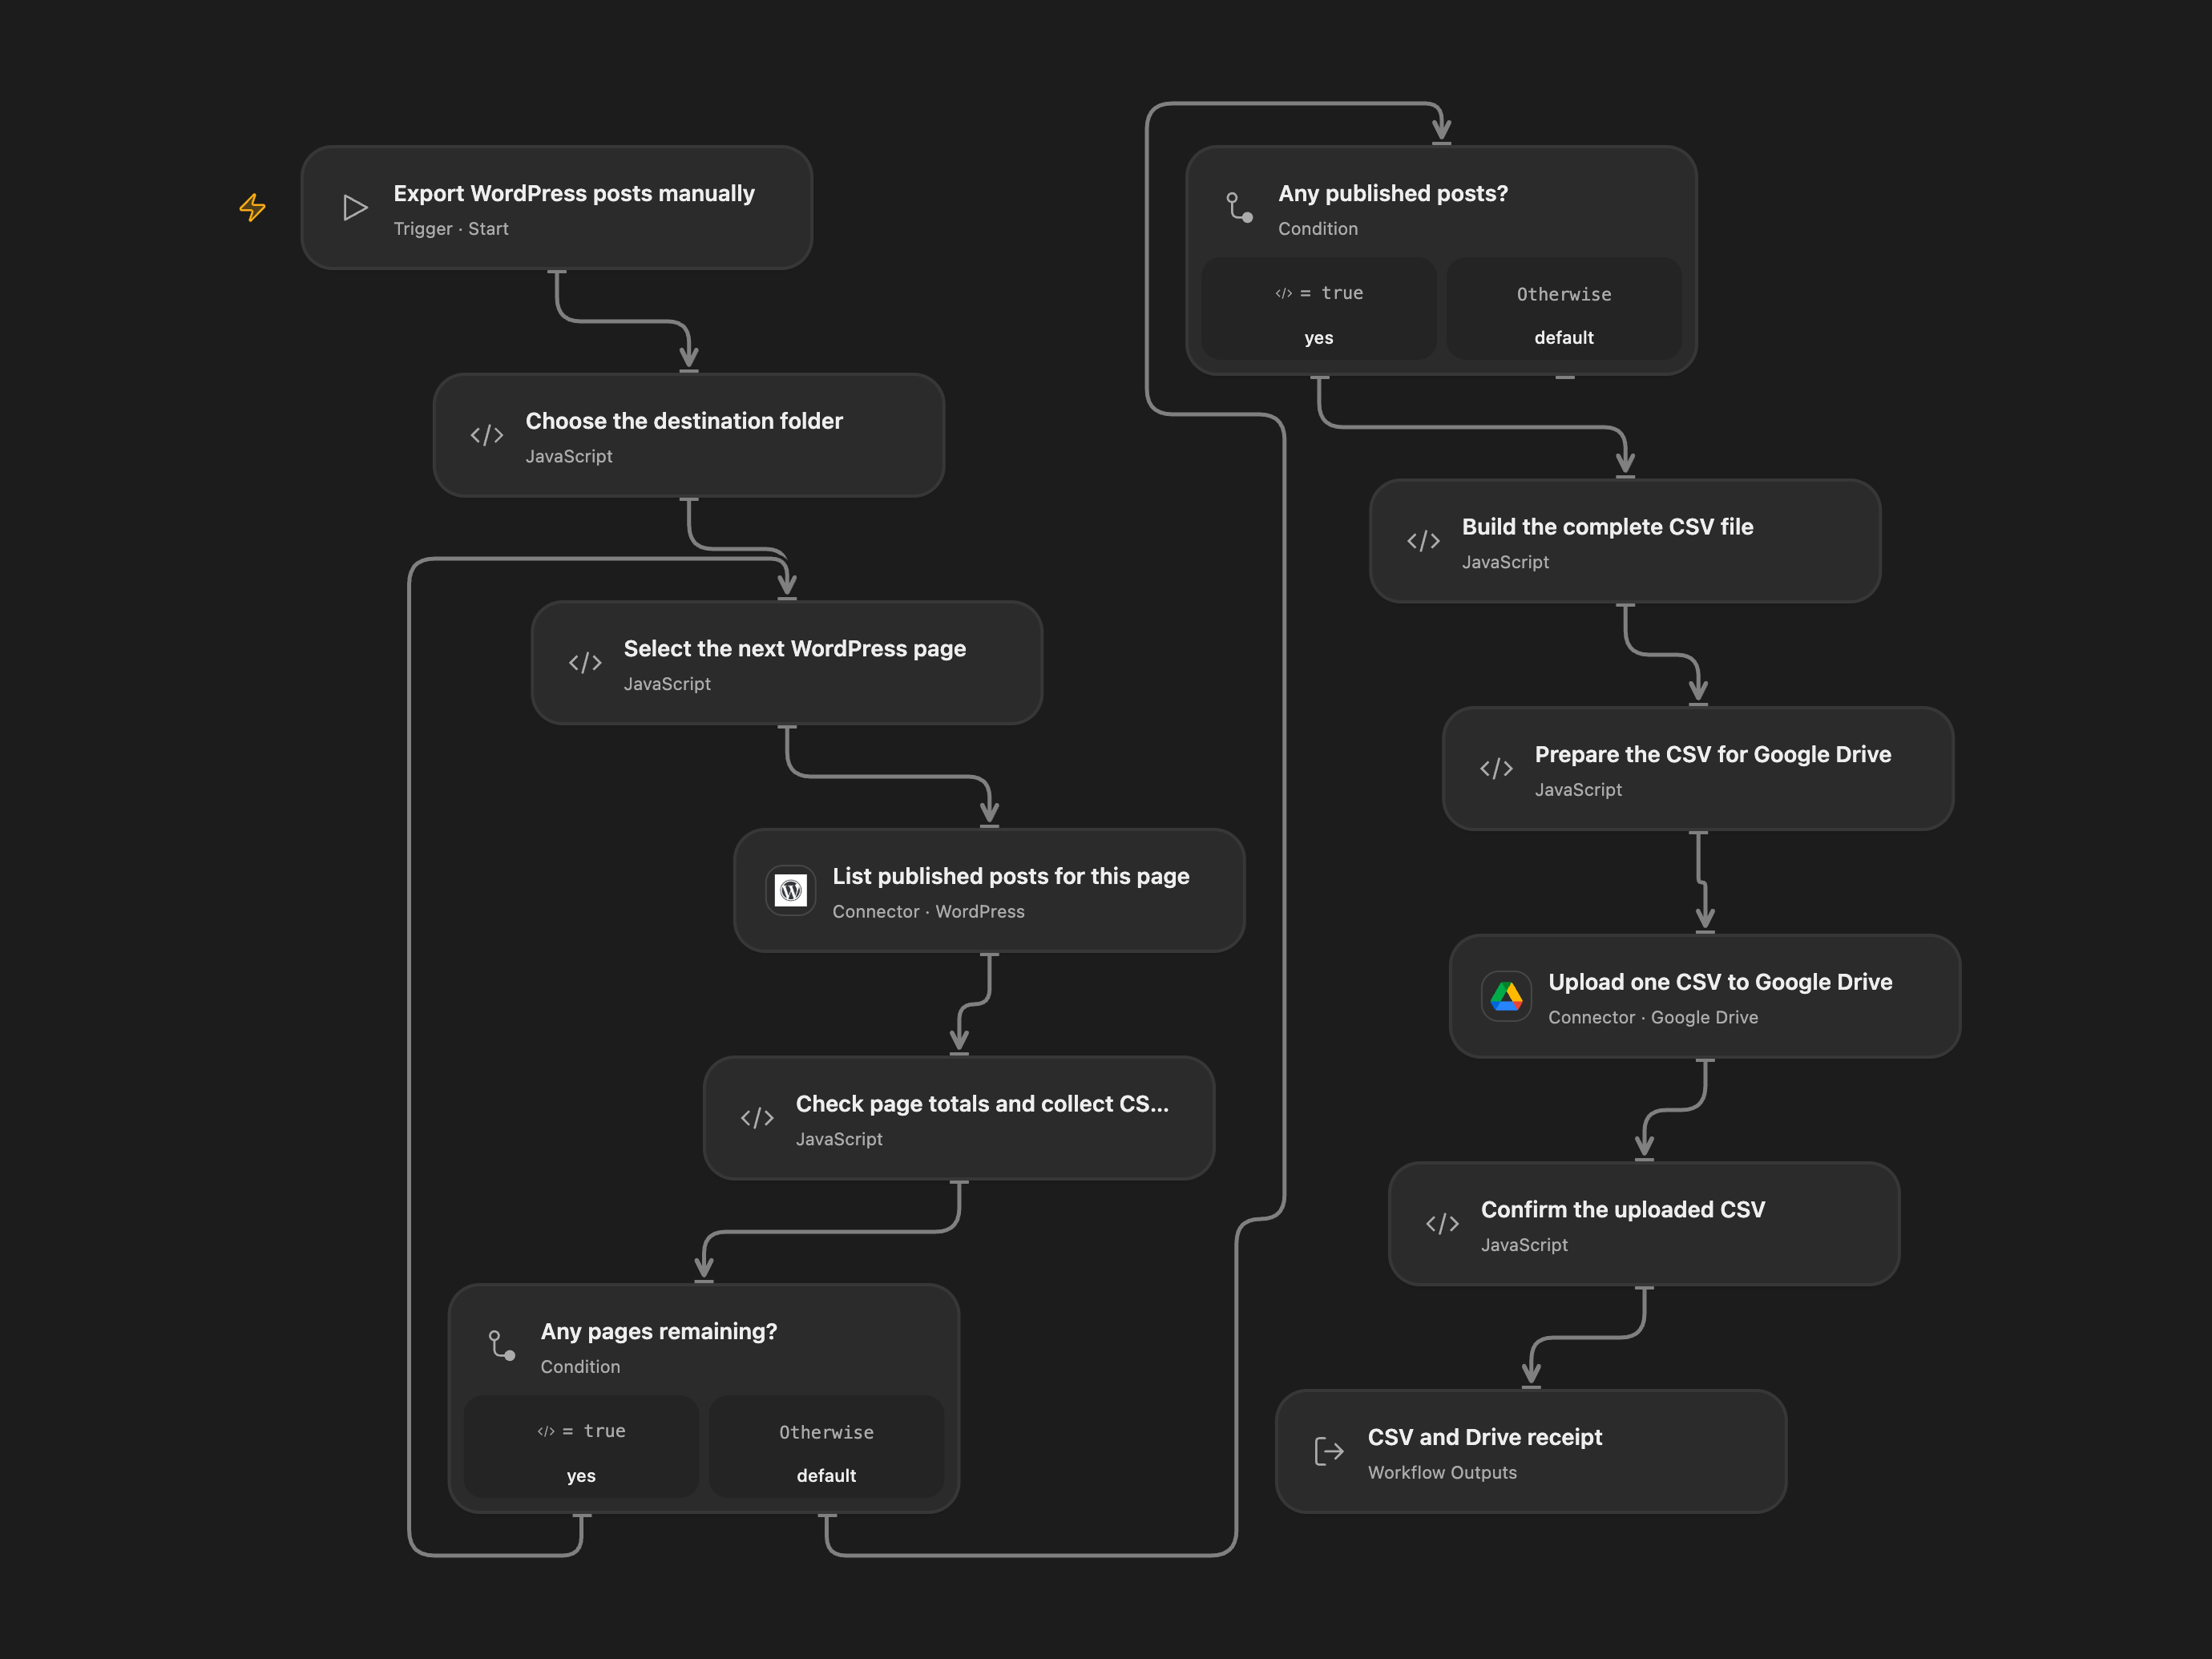 Export WordPress posts manually
Trigger · Start
Choose the destination folder
JavaScript
Select the next WordPress page
JavaScript
List published posts for this page
Connector · WordPress
Check page totals and collect CS...
JavaScript
Any pages remaining?
Condition
</> = true
yes
Otherwise
default
Any published posts?
Condition
</> = true
yes
Otherwise
default
Build the complete CSV file
JavaScript
Prepare the CSV for Google Drive
JavaScript
Upload one CSV to Google Drive
Connector · Google Drive
Confirm the uploaded CSV
JavaScript
CSV and Drive receipt
Workflow Outputs